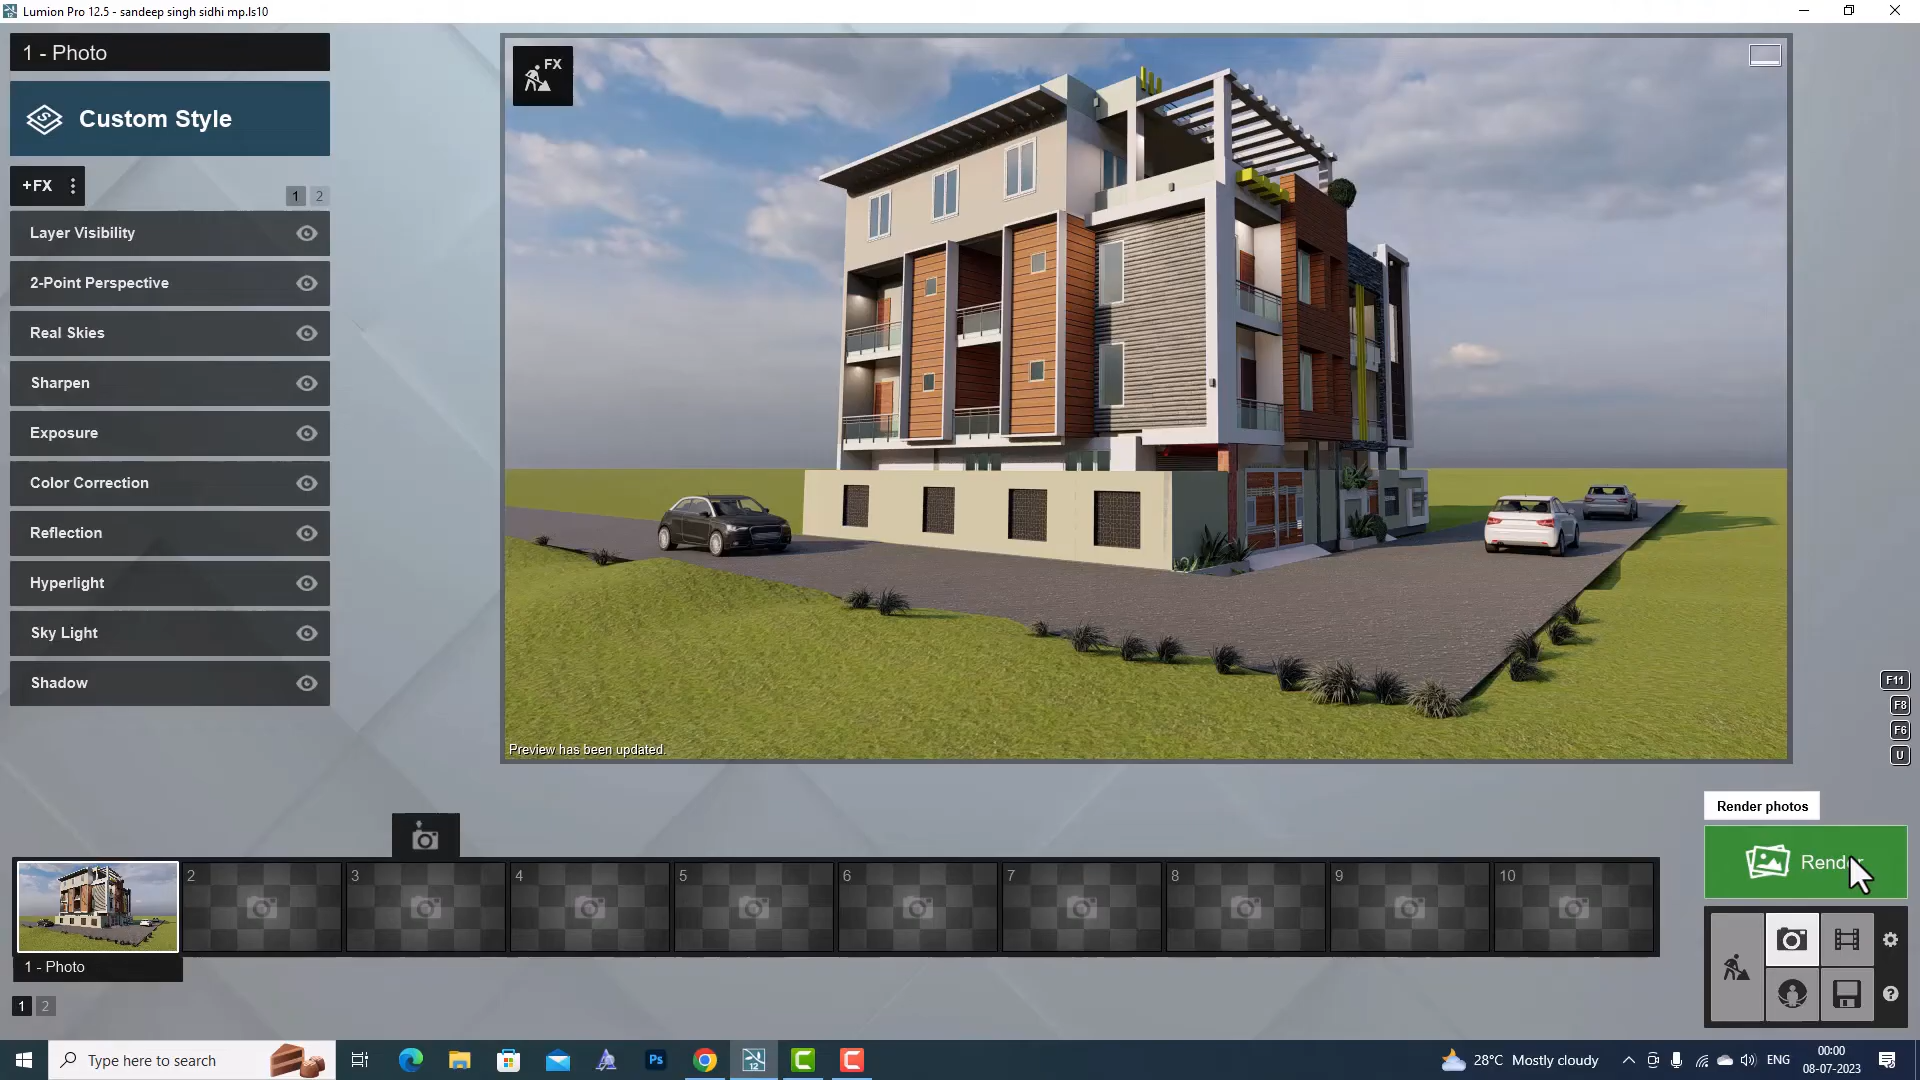 Lumion Pro 12.5 - sandeep singh sidhi mp.ls10
1 - Photo
Custom Style
+FX
1 2
Layer Visibility
2-Point Perspective
Real Skies
Sharpen
Exposure
Color Correction
Reflection
Hyperlight
Sky Light
Shadow
FX
Preview has been updated.
F11
F8
F6
U
Render photos
Render
2
3
4
5
6
7
8
9
10
1 - Photo
1 2
?
Type here to search
Ps
12
28°C Mostly cloudy
ENG
00:00
08-07-2023